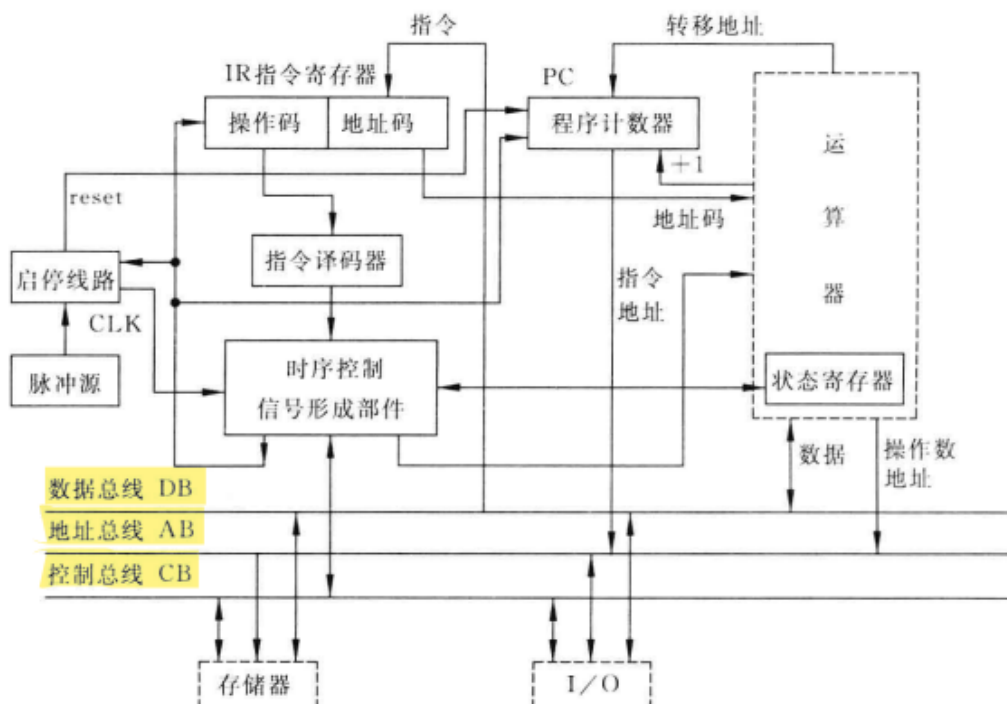 指令
转移地址
IR指令寄存器
PC
操作码
地址码
程序计数器
运
算
器
+1
reset
地址码
指令译码器
启停线路
指令
地址
CLK
脉冲源
时序控制
信号形成部件
状态寄存器
数据
操作数
地址
数据总线 DB
地址总线 AB
控制总线 CB
存储器
I/O